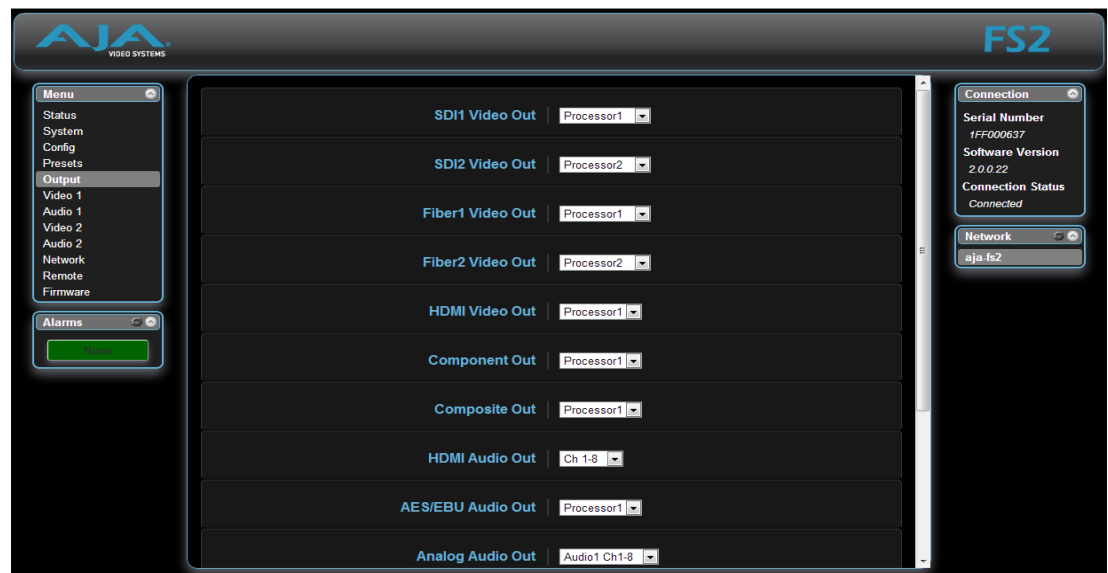 AJA
VIDEO SYSTEMS
FS2
Menu
Status
System
Config
Presets
Output
Video 1
Audio 1
Video 2
Audio 2
Network
Remote
Firmware
Alarms
None
SDI1 Video Out Processor1
SDI2 Video Out Processor2
Fiber1 Video Out Processor1
Fiber2 Video Out Processor2
HDMI Video Out Processor1
Component Out Processor1
Composite Out Processor1
HDMI Audio Out Ch 1-8
AES/EBU Audio Out Processor1
Analog Audio Out Audio1 Ch1-8
Connection
Serial Number
1FF000637
Software Version
2.0.0.22
Connection Status
Connected
Network
aja-fs2